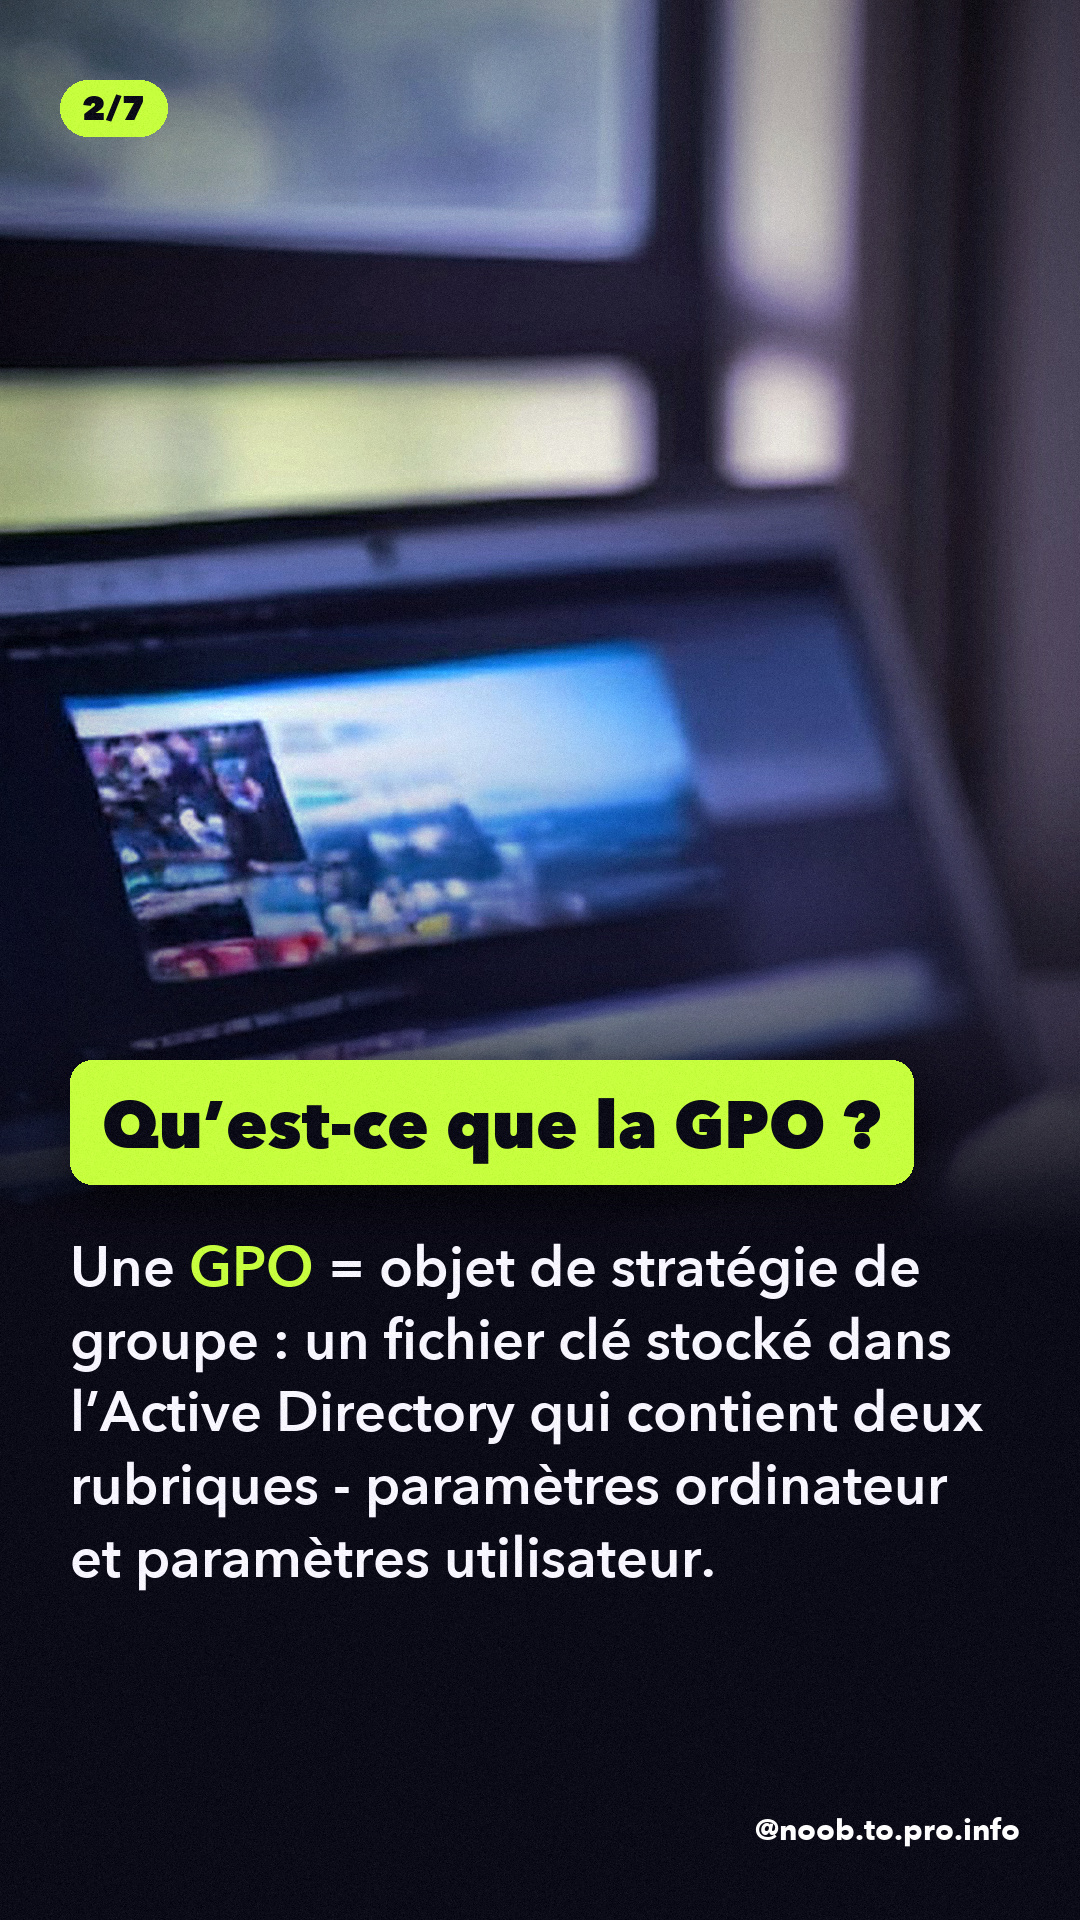 2/7
Qu’est-ce que la GPO ?
Une GPO = objet de stratégie de
groupe : un fichier clé stocké dans
l’Active Directory qui contient deux
rubriques - paramètres ordinateur
et paramètres utilisateur.
@noob.to.pro.info